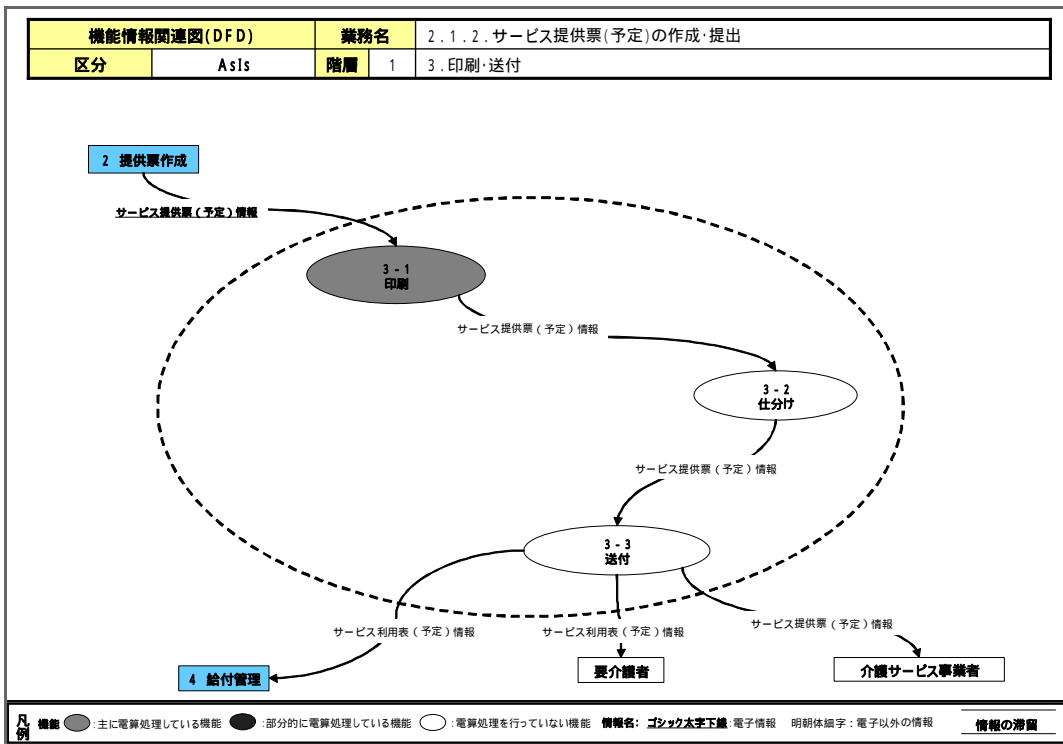 機能情報関連図(DFD) 業務名 2.1.2.サービス提供票(予定)の作成・提出
区分 AsIs 階層 1 3.印刷・送付
2 提供票作成
サービス提供票(予定)情報
3-1
印刷
サービス提供票(予定)情報
3-2
仕分け
サービス提供票(予定)情報
3-3
送付
サービス利用表(予定)情報 サービス利用表(予定)情報 サービス提供票(予定)情報
4 給付管理 要介護者 介護サービス事業者
凡例 機能 :主に電算処理している機能 :部分的に電算処理している機能 :電算処理を行っていない機能 情報名: ゴシック太字下線:電子情報 明朝体細字:電子以外の情報 情報の滞留